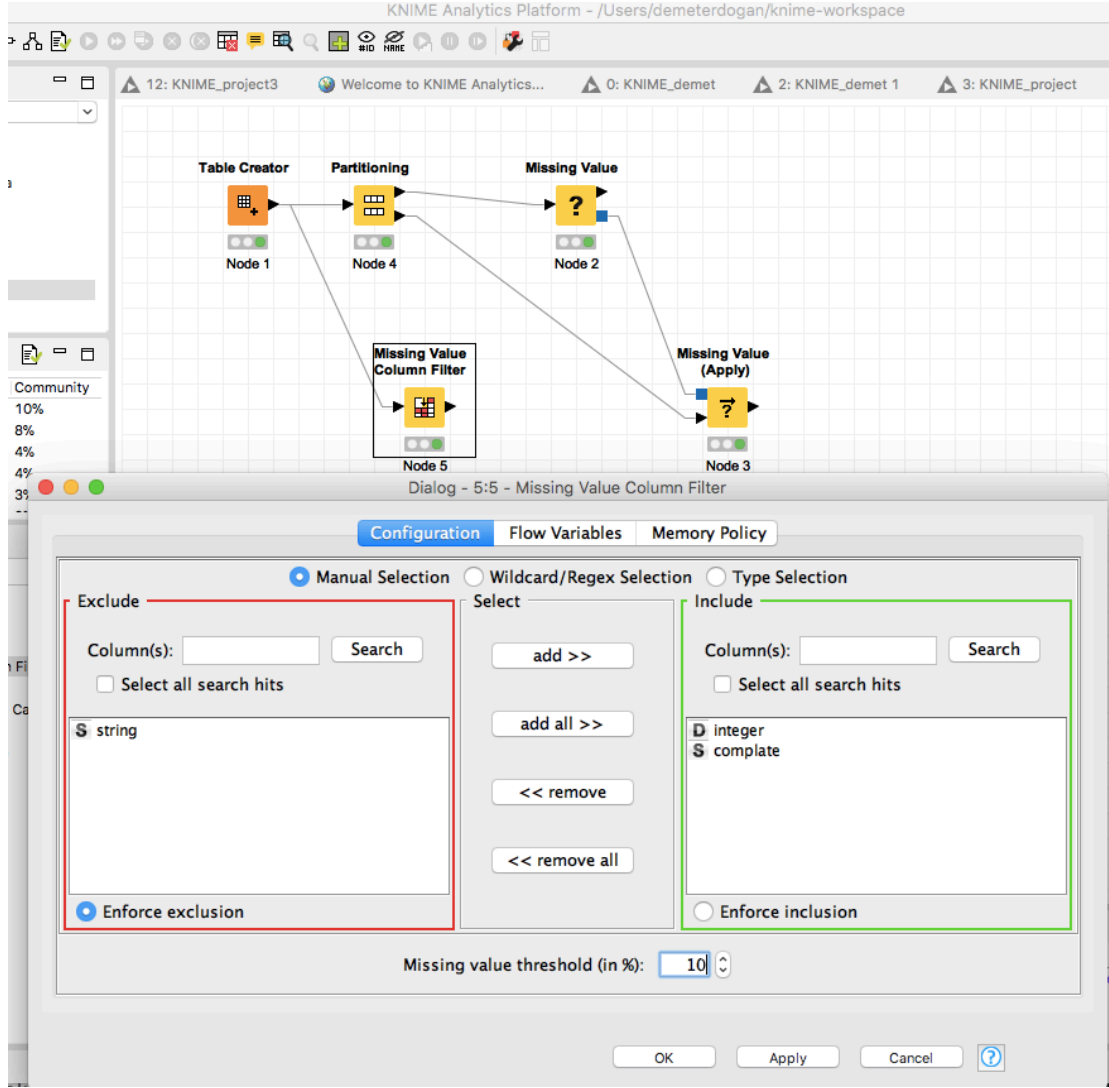 KNIME Analytics Platform - /Users/demeterdogan/knime-workspace
#ID NAME
12: KNIME_project3 Welcome to KNIME Analytics... 0: KNIME_demet 2: KNIME_demet 1 3: KNIME_project
Table Creator Partitioning Missing Value
?
Node 1 Node 4 Node 2
Missing Value
Column Filter
Missing Value
(Apply)
?
Node 5 Node 3
Community
10%
8%
4%
4%
3%
Dialog - 5:5 - Missing Value Column Filter
Configuration Flow Variables Memory Policy
Manual Selection Wildcard/Regex Selection Type Selection
Exclude Select Include
Column(s): Search add >> Column(s): Search
Select all search hits Select all search hits
add all >>
S string
D integer
S complate
<< remove
<< remove all
Enforce exclusion Enforce inclusion
Missing value threshold (in %): 10
OK Apply Cancel ?